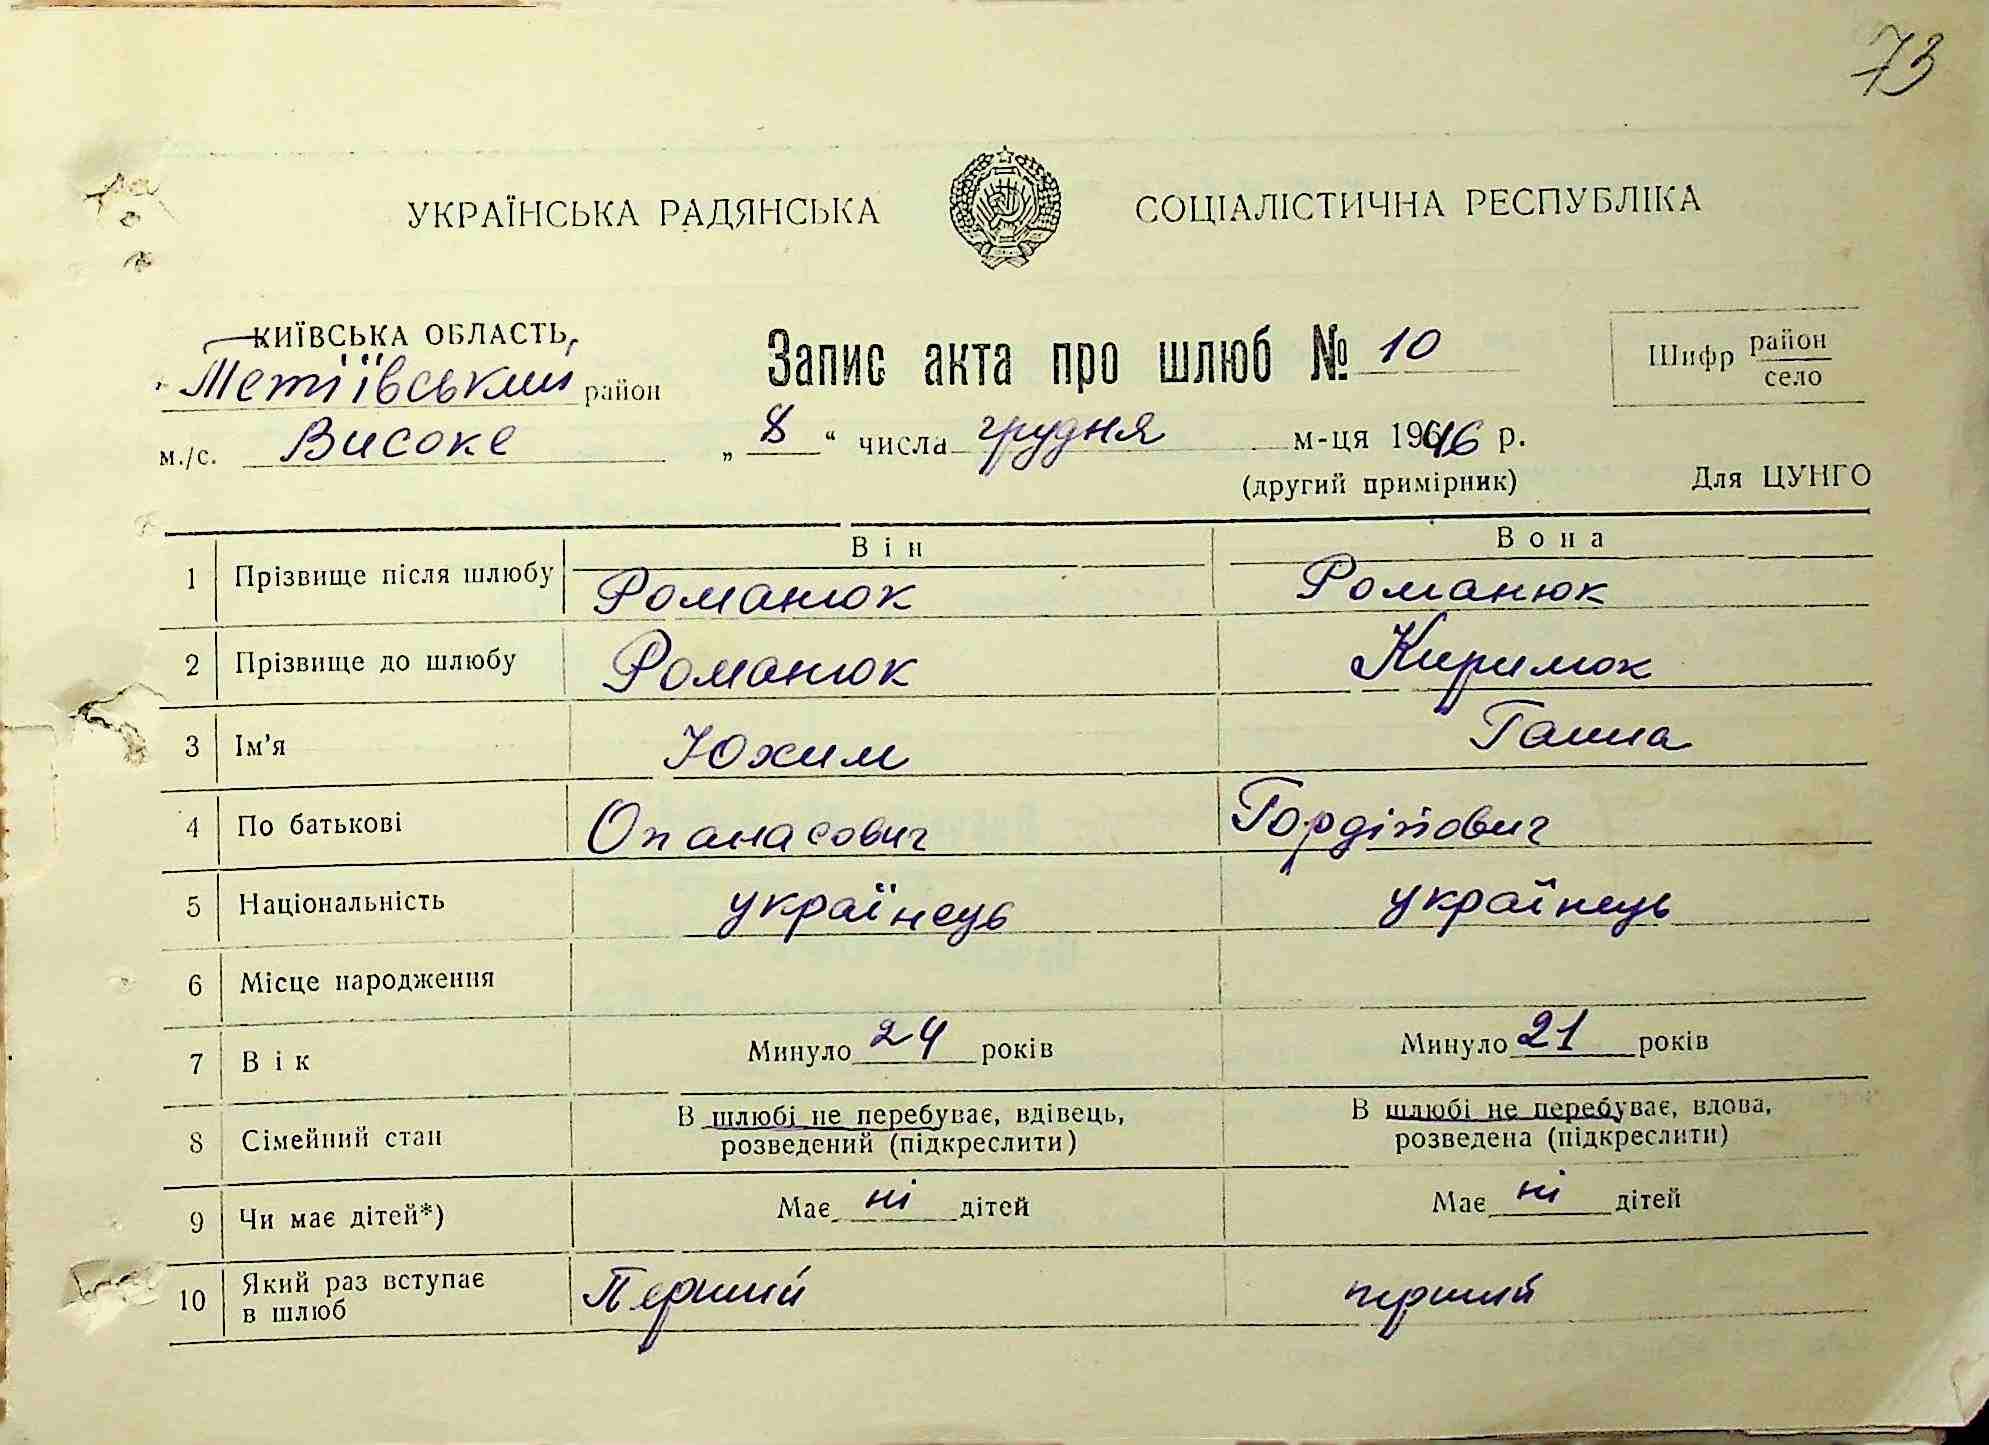 73
УКРАЇНСЬКА РАДЯНСЬКА СОЦІАЛІСТИЧНА РЕСПУБЛІКА
КИЇВСЬКА ОБЛАСТЬ,
Тетіївський район
м./с. Високе
Запис акта про шлюб № 10
„ 8 “ числа грудня м-ця 1946 р.
(другий примірник)
Шифр район
село
Для ЦУНГО
Він Вона
1 Прізвище після шлюбу Романюк Романюк
2 Прізвище до шлюбу Романюк Киримок
3 Ім’я Юхим Ганна
4 По батькові Опанасович Гордійович
5 Національність українець українець
6 Місце народження
7 Вік Минуло 24 років Минуло 21 років
8 Сімейний стан В шлюбі не перебуває, вдівець, В шлюбі не перебуває, вдова,
розведений (підкреслити) розведена (підкреслити)
9 Чи має дітей*) Має ні дітей Має ні дітей
10 Який раз вступає
в шлюб Перший перший